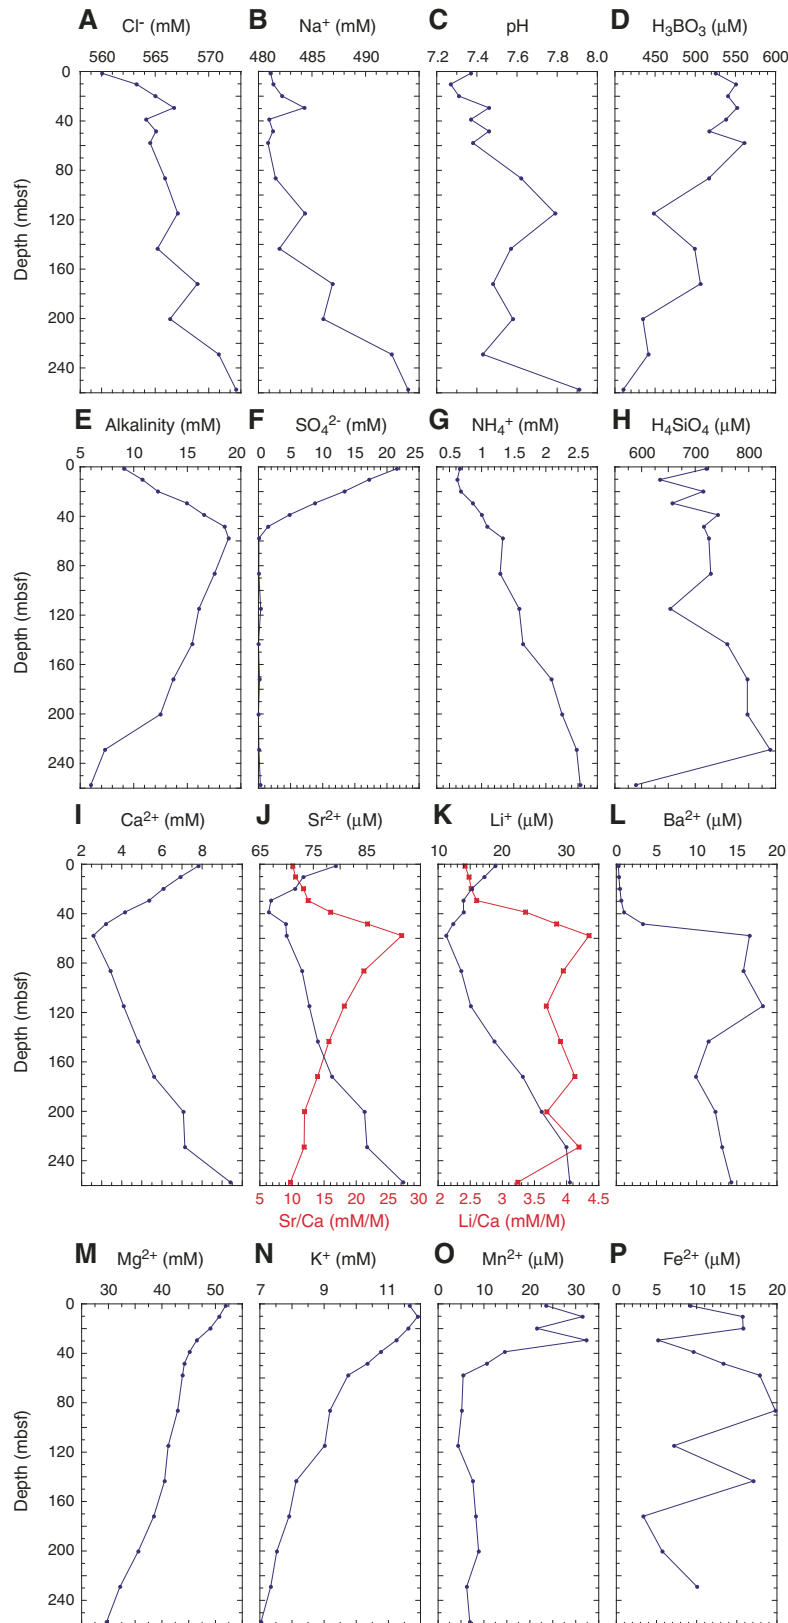 A Cl⁻ (mM) B Na⁺ (mM) C pH D H₃BO₃ (µM)
560 565 570 480 485 490 7.2 7.4 7.6 7.8 8.0 450 500 550 600
0
40
80
120
160
200
240
Depth (mbsf)
E Alkalinity (mM) F SO₄²⁻ (mM) G NH₄⁺ (mM) H H₄SiO₄ (µM)
5 10 15 20 0 5 10 15 20 25 0.5 1 1.5 2 2.5 600 700 800
0
40
80
120
160
200
240
Depth (mbsf)
I Ca²⁺ (mM) J Sr²⁺ (µM) K Li⁺ (µM) L Ba²⁺ (µM)
2 4 6 8 65 75 85 10 20 30 0 5 10 15 20
0
40
80
120
160
200
240
Depth (mbsf)
5 10 15 20 25 30 2 2.5 3 3.5 4 4.5
Sr/Ca (mM/M) Li/Ca (mM/M)
M Mg²⁺ (mM) N K⁺ (mM) O Mn²⁺ (µM) P Fe²⁺ (µM)
30 40 50 7 9 11 0 10 20 30 0 5 10 15 20
0
40
80
120
160
200
240
Depth (mbsf)